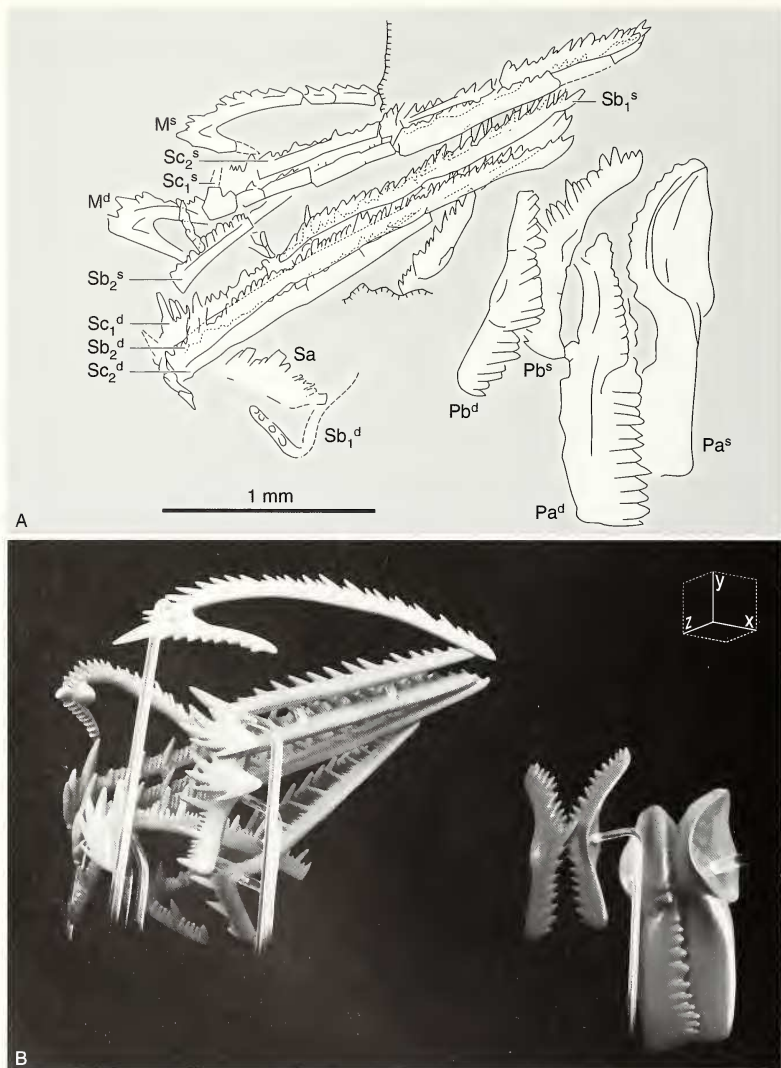 Mˢ
Sb₁ˢ
Sc₂ˢ
Sc₁ˢ
Mᵈ
Sb₂ˢ
Sc₁ᵈ
Sb₂ᵈ
Sc₂ᵈ
Sa
Sb₁ᵈ
Pbˢ
Pbᵈ
Paˢ
Paᵈ
1 mm
A
y
z
x
B